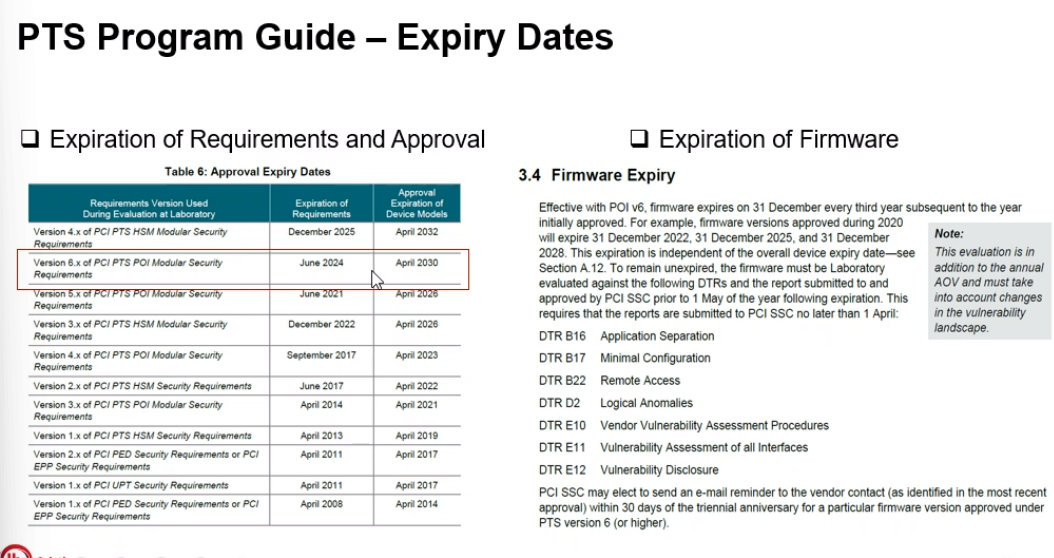 PTS Program Guide – Expiry Dates
❑ Expiration of Requirements and Approval
Table 6: Approval Expiry Dates
Requirements Version Used
During Evaluation at Laboratory
Expiration of
Requirements
Approval
Expiration of
Device Models
Version 4.x of PCI PTS HSM Modular Security
Requirements
December 2025
April 2032
Version 6.x of PCI PTS POI Modular Security
Requirements
June 2024
April 2030
Version 5.x of PCI PTS POI Modular Security
Requirements
June 2021
April 2026
Version 3.x of PCI PTS HSM Modular Security
Requirements
December 2022
April 2026
Version 4.x of PCI PTS POI Modular Security
Requirements
September 2017
April 2023
Version 2.x of PCI PTS HSM Security Requirements
June 2017
April 2022
Version 3.x of PCI PTS POI Modular Security
Requirements
April 2014
April 2021
Version 1.x of PCI PTS HSM Security Requirements
April 2013
April 2019
Version 2.x of PCI PED Security Requirements or PCI
EPP Security Requirements
April 2011
April 2017
Version 1.x of PCI UPT Security Requirements
April 2011
April 2017
Version 1.x of PCI PED Security Requirements or PCI
EPP Security Requirements
April 2008
April 2014
❑ Expiration of Firmware
3.4 Firmware Expiry
Effective with POI v6, firmware expires on 31 December every third year subsequent to the year
initially approved. For example, firmware versions approved during 2020
will expire 31 December 2022, 31 December 2025, and 31 December
2028. This expiration is independent of the overall device expiry date—see
Section A.12. To remain unexpired, the firmware must be Laboratory
evaluated against the following DTRs and the report submitted to and
approved by PCI SSC prior to 1 May of the year following expiration. This
requires that the reports are submitted to PCI SSC no later than 1 April:
Note:
This evaluation is in
addition to the annual
AOV and must take
into account changes
in the vulnerability
landscape.
DTR B16 Application Separation
DTR B17 Minimal Configuration
DTR B22 Remote Access
DTR D2 Logical Anomalies
DTR E10 Vendor Vulnerability Assessment Procedures
DTR E11 Vulnerability Assessment of all Interfaces
DTR E12 Vulnerability Disclosure
PCI SSC may elect to send an e-mail reminder to the vendor contact (as identified in the most recent
approval) within 30 days of the triennial anniversary for a particular firmware version approved under
PTS version 6 (or higher).